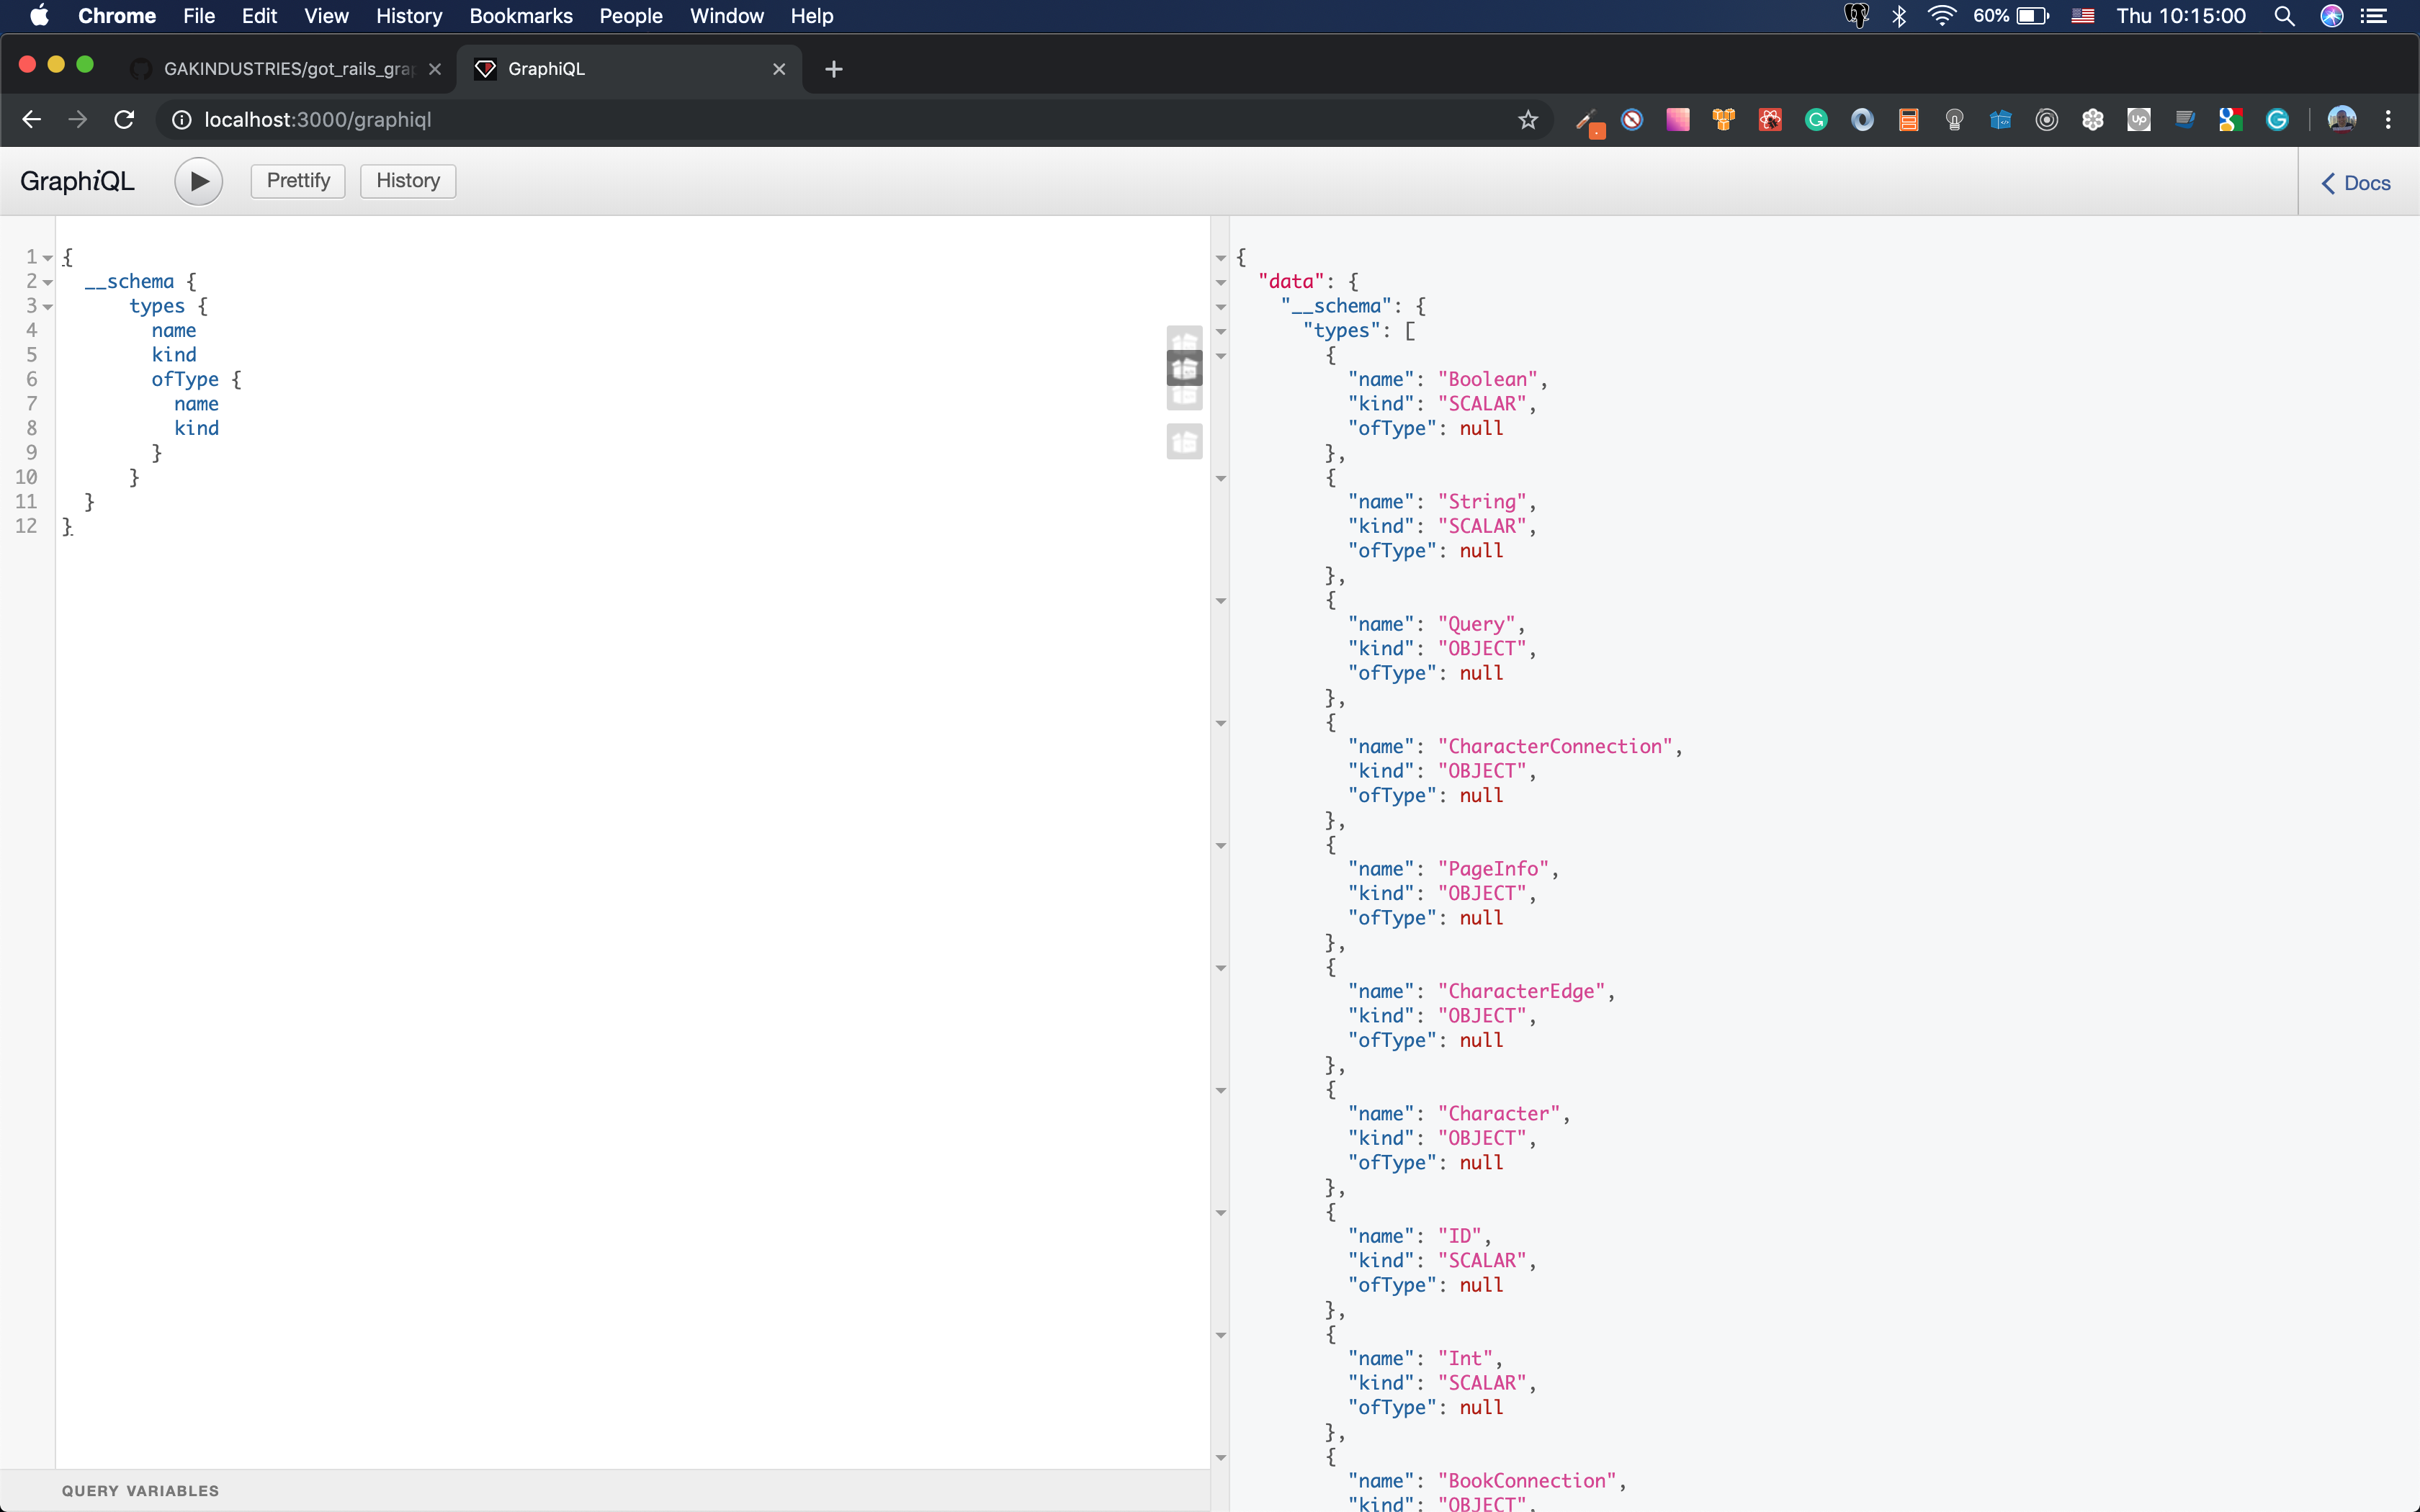 Chrome File Edit View History Bookmarks People Window Help 60% Thu 10:15:00
GAKINDUSTRIES/got_rails_gra GraphiQL
localhost:3000/graphiql
GraphiQL Prettify History Docs
1 {
2 __schema {
3 types {
4 name
5 kind
6 ofType {
7 name
8 kind
9 }
10 }
11 }
12 }
QUERY VARIABLES
{
"data": {
"__schema": {
"types": [
{
"name": "Boolean",
"kind": "SCALAR",
"ofType": null
},
{
"name": "String",
"kind": "SCALAR",
"ofType": null
},
{
"name": "Query",
"kind": "OBJECT",
"ofType": null
},
{
"name": "CharacterConnection",
"kind": "OBJECT",
"ofType": null
},
{
"name": "PageInfo",
"kind": "OBJECT",
"ofType": null
},
{
"name": "CharacterEdge",
"kind": "OBJECT",
"ofType": null
},
{
"name": "Character",
"kind": "OBJECT",
"ofType": null
},
{
"name": "ID",
"kind": "SCALAR",
"ofType": null
},
{
"name": "Int",
"kind": "SCALAR",
"ofType": null
},
{
"name": "BookConnection",
"kind": "OBJECT",